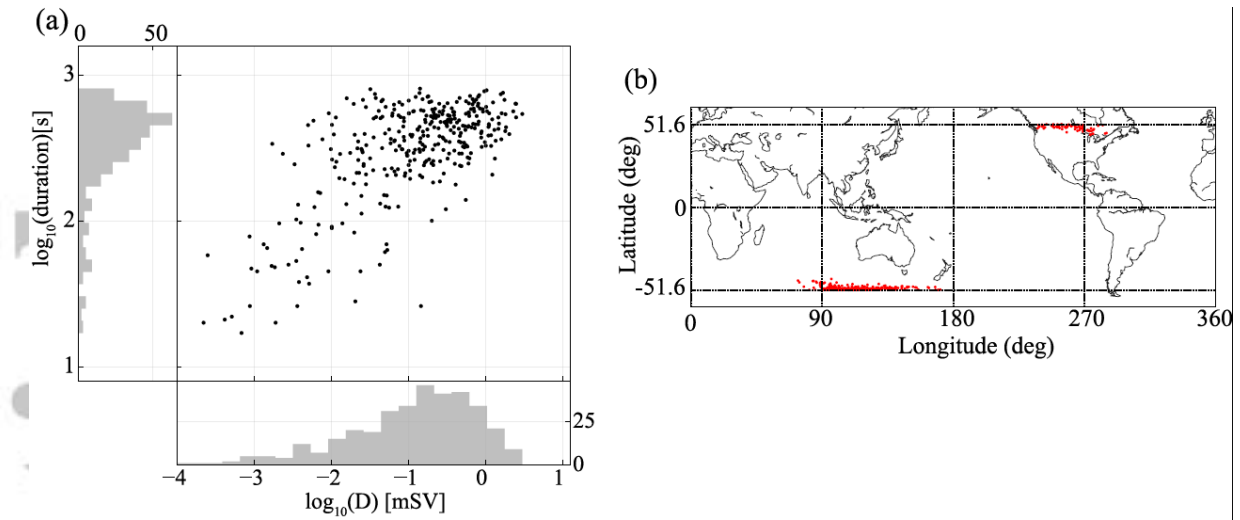 (a)
0 50
3
2
1
log₁₀(duration)[s]
25
0
−4 −3 −2 −1 0 1
log₁₀(D) [mSV]
(b)
51.6
0
-51.6
Latitude (deg)
0 90 180 270 360
Longitude (deg)